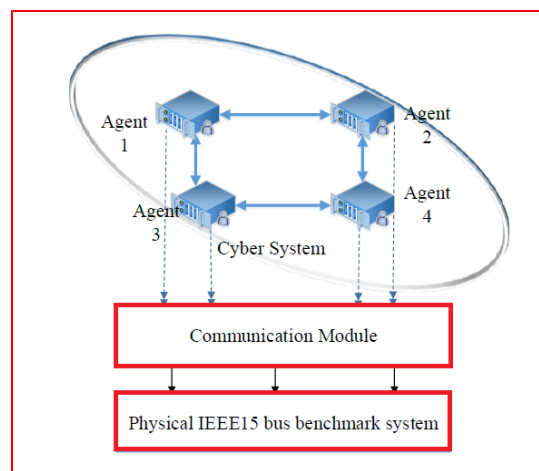 Agent
1
Agent
2
Agent
3
Agent
4
Cyber System
Communication Module
Physical IEEE15 bus benchmark system